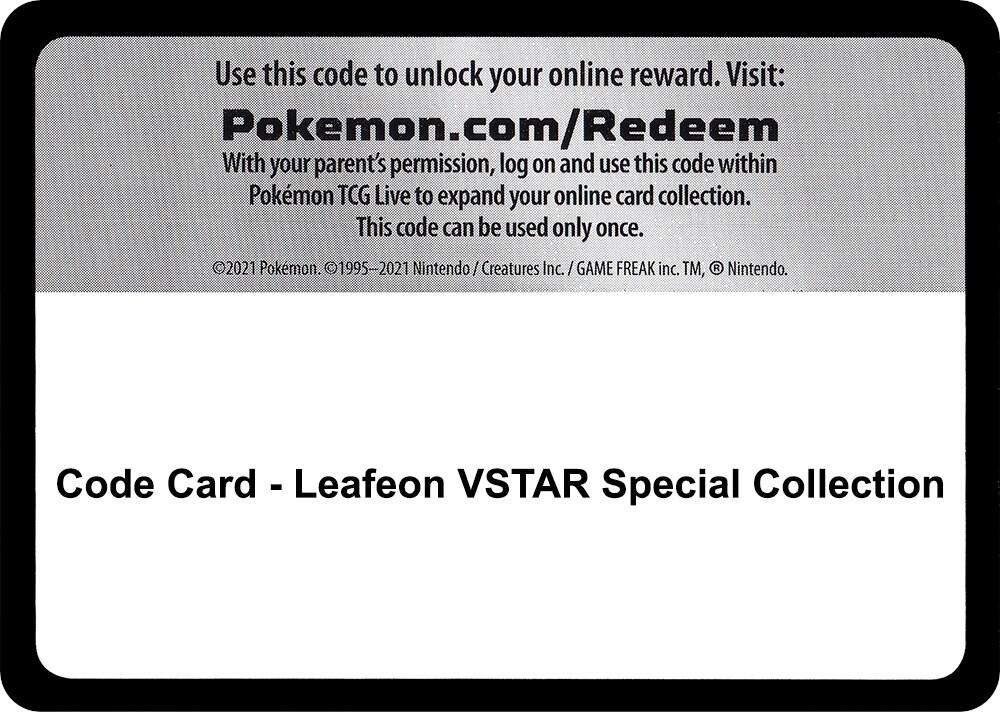 Use this code to unlock your online reward. Visit:
Pokemon.com/Redeem
With your parent's permission, log on and use this code within
Pokémon TCG Live to expand your online card collection.
This code can be used only once.
©2021 Pokémon. ©1995–2021 Nintendo / Creatures Inc. / GAME FREAK inc. TM, ® Nintendo.
Code Card - Leafeon VSTAR Special Collection